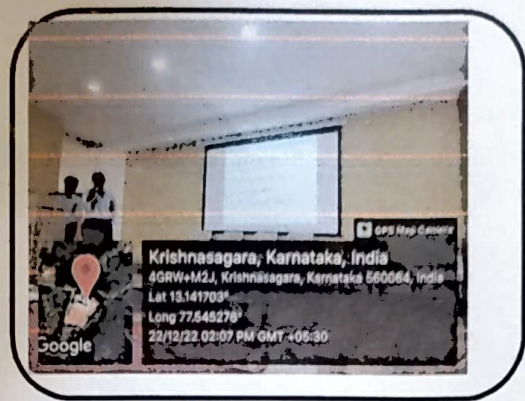 GPS Map Camera
Krishnasagara, Karnataka, India
4GRW+M2J, Krishnasagara, Karnataka 560064, India
Lat 13.141703°
Long 77.545276°
22/12/22 02:07 PM GMT +05:30
Google